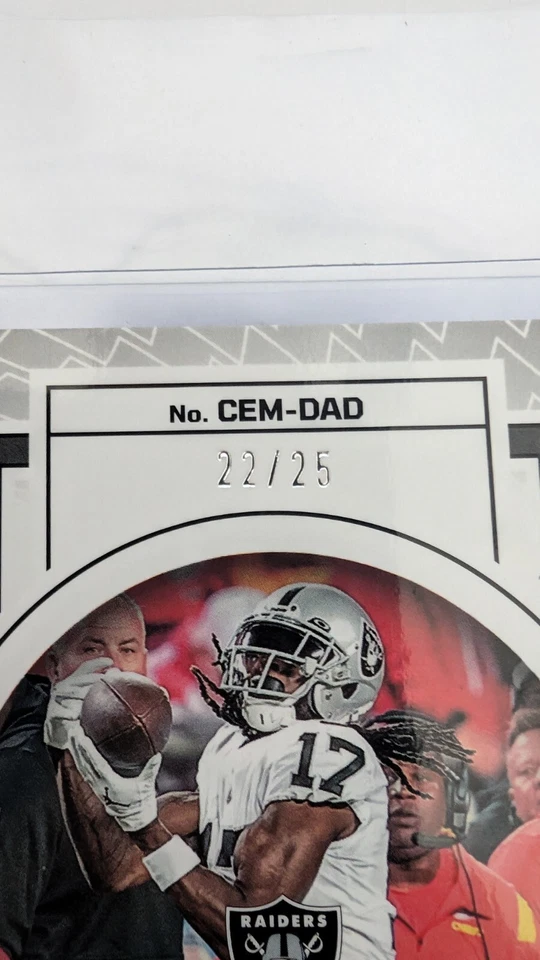 No. CEM-DAD
22/25
17
RAIDERS